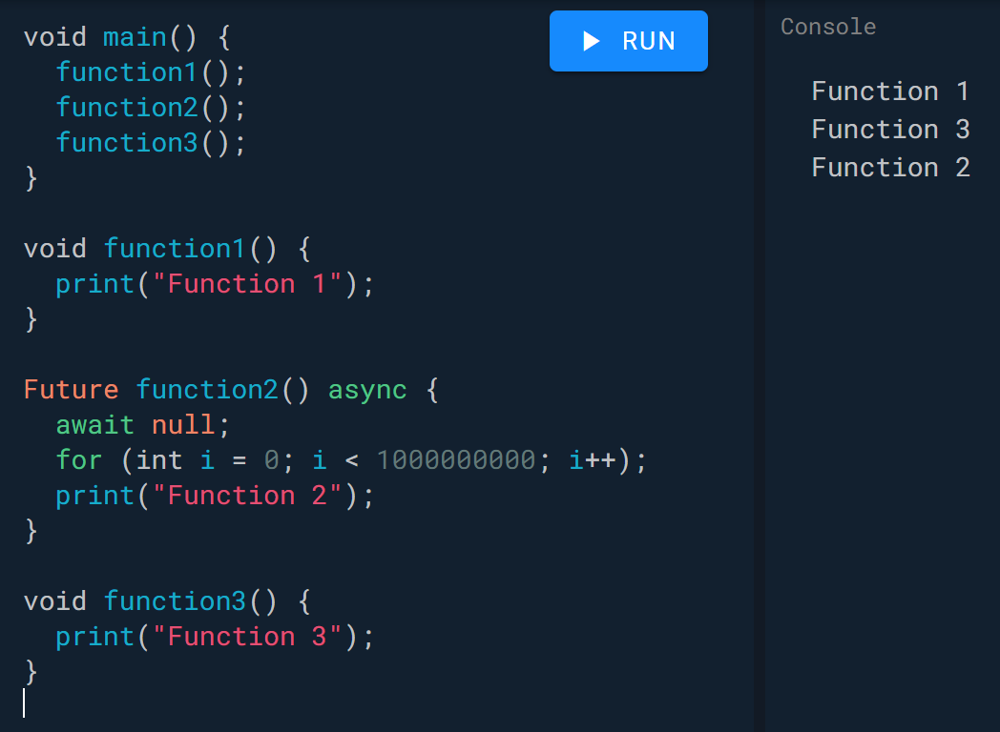 void main() {
  function1();
  function2();
  function3();
}

void function1() {
  print("Function 1");
}

Future function2() async {
  await null;
  for (int i = 0; i < 1000000000; i++);
  print("Function 2");
}

void function3() {
  print("Function 3");
}
RUN
Console
Function 1
Function 3
Function 2